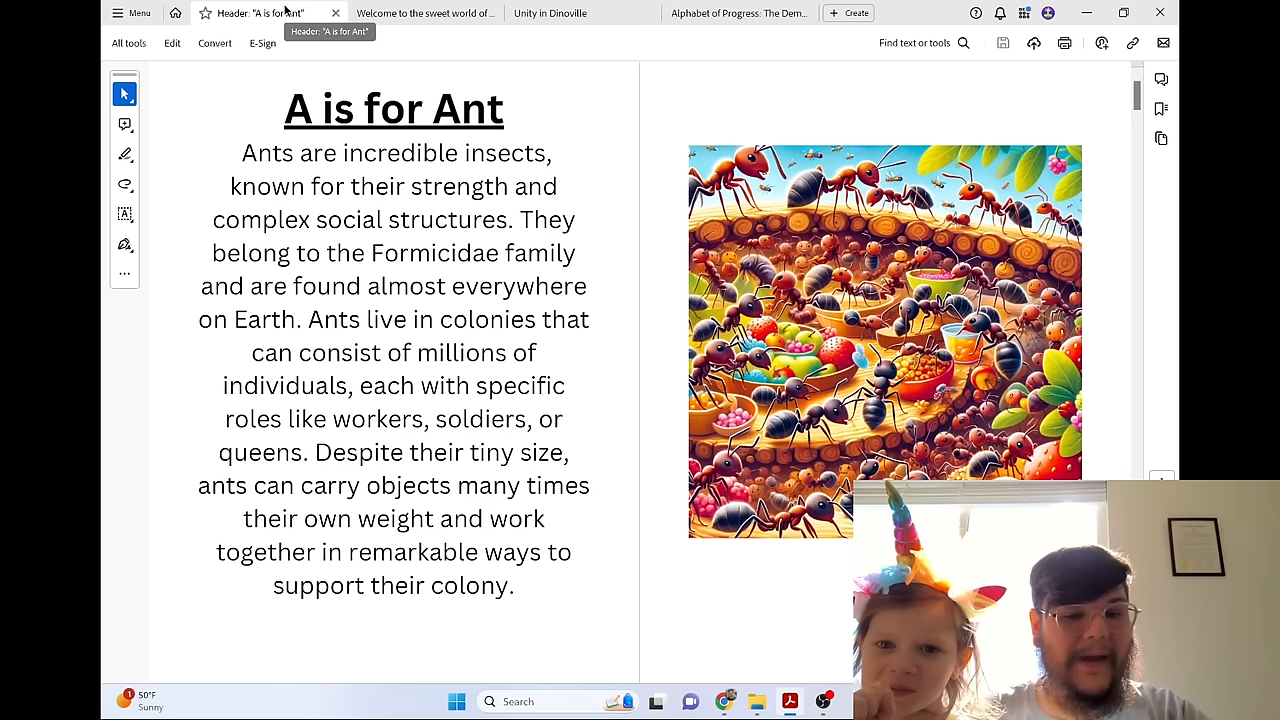 Menu
Header: "A is for Ant"
Welcome to the sweet world of ...
Unity in Dinoville
Alphabet of Progress: The Dem...
Create
Header: "A is for Ant"
All tools
Edit
Convert
E-Sign
Find text or tools
A is for Ant
Ants are incredible insects,
known for their strength and
complex social structures. They
belong to the Formicidae family
and are found almost everywhere
on Earth. Ants live in colonies that
can consist of millions of
individuals, each with specific
roles like workers, soldiers, or
queens. Despite their tiny size,
ants can carry objects many times
their own weight and work
together in remarkable ways to
support their colony.
1
50°F
Sunny
Search